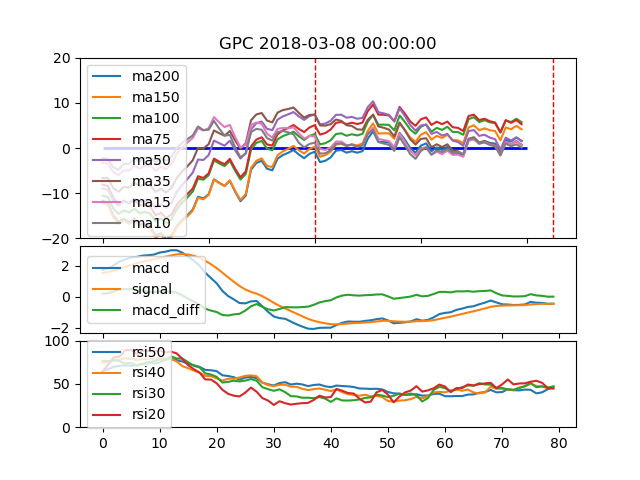 GPC 2018-03-08 00:00:00
20
10
0
−10
−20
ma200
ma150
ma100
ma75
ma50
ma35
ma15
ma10
2
0
−2
macd
signal
macd_diff
100
50
0
rsi50
rsi40
rsi30
rsi20
0 10 20 30 40 50 60 70 80